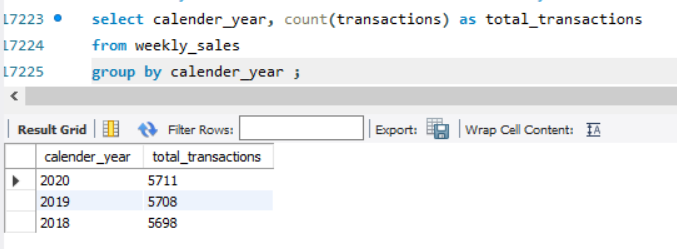 17223 select calender_year, count(transactions) as total_transactions
17224 from weekly_sales
17225 group by calender_year ;
Result Grid Filter Rows: Export: Wrap Cell Content: IA
calender_year total_transactions
2020 5711
2019 5708
2018 5698